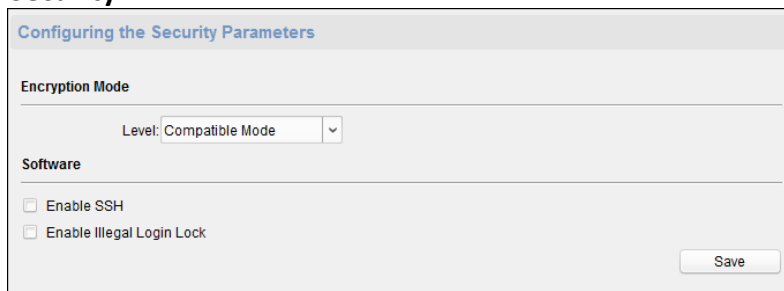 Configuring the Security Parameters
Encryption Mode
Level: Compatible Mode
Software
Enable SSH
Enable Illegal Login Lock
Save